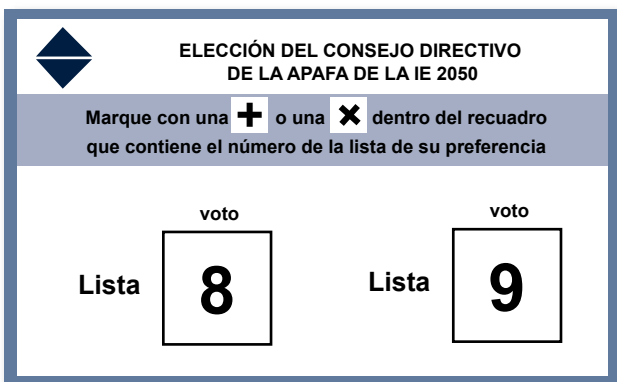 ELECCIÓN DEL CONSEJO DIRECTIVO
DE LA APAFA DE LA IE 2050
Marque con una + o una × dentro del recuadro
que contiene el número de la lista de su preferencia
voto
Lista 8
voto
Lista 9